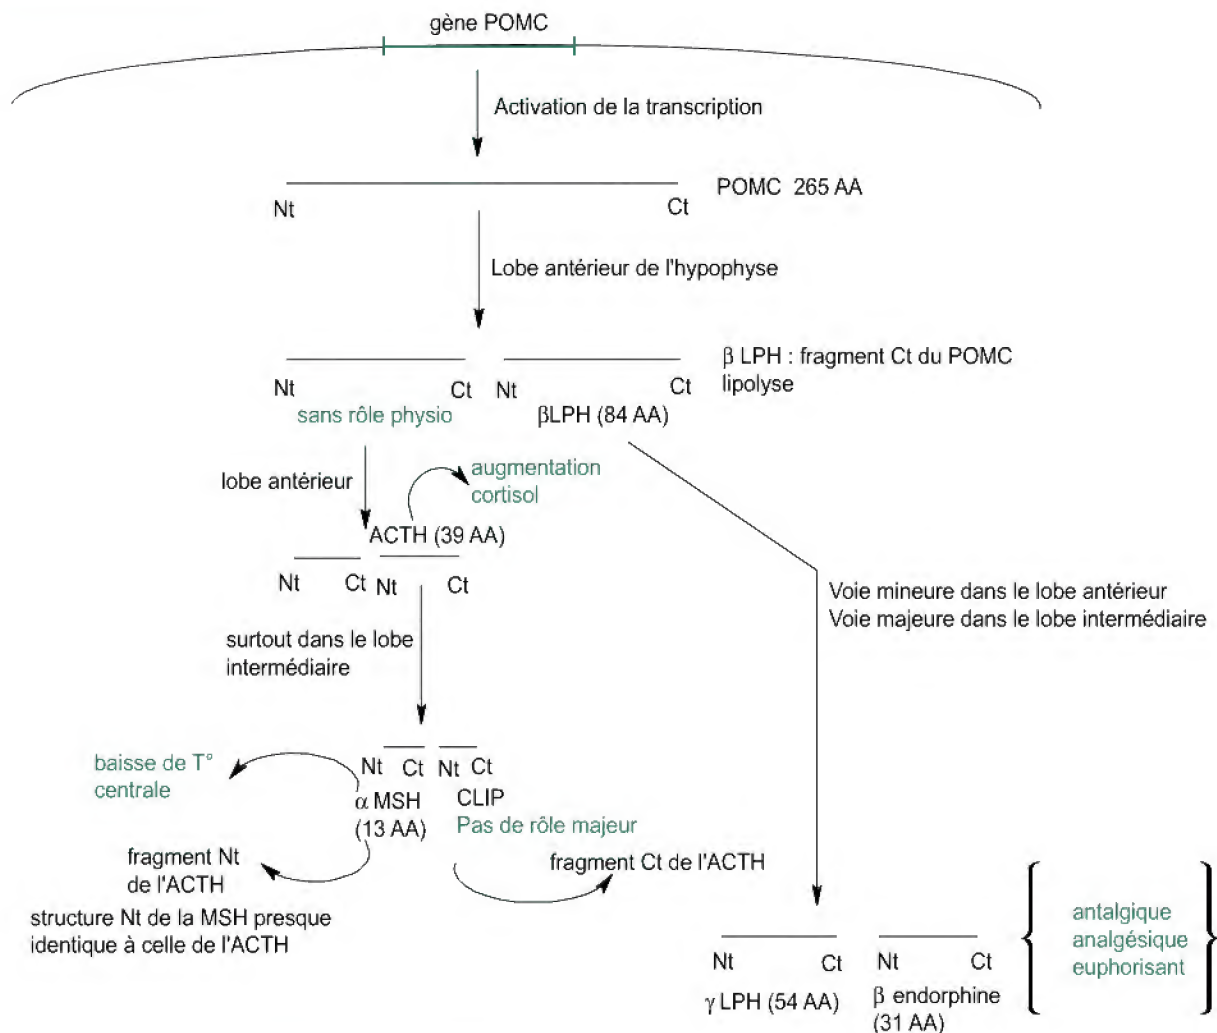 gène POMC
Activation de la transcription
POMC 265 AA
Nt
Ct
Lobe antérieur de l'hypophyse
β LPH : fragment Ct du POMC
lipolyse
Nt
Ct
Nt
Ct
sans rôle physio
βLPH (84 AA)
lobe antérieur
augmentation
cortisol
ACTH (39 AA)
Nt
Ct
Nt
Ct
Voie mineure dans le lobe antérieur
Voie majeure dans le lobe intermédiaire
surtout dans le lobe
intermédiaire
baisse de T°
centrale
Nt
Ct
Nt
Ct
α MSH
(13 AA)
CLIP
Pas de rôle majeur
fragment Nt
de l'ACTH
fragment Ct de l'ACTH
structure Nt de la MSH presque
identique à celle de l'ACTH
antalgique
analgésique
euphorisant
Nt
Ct
Nt
Ct
γ LPH (54 AA)
β endorphine
(31 AA)